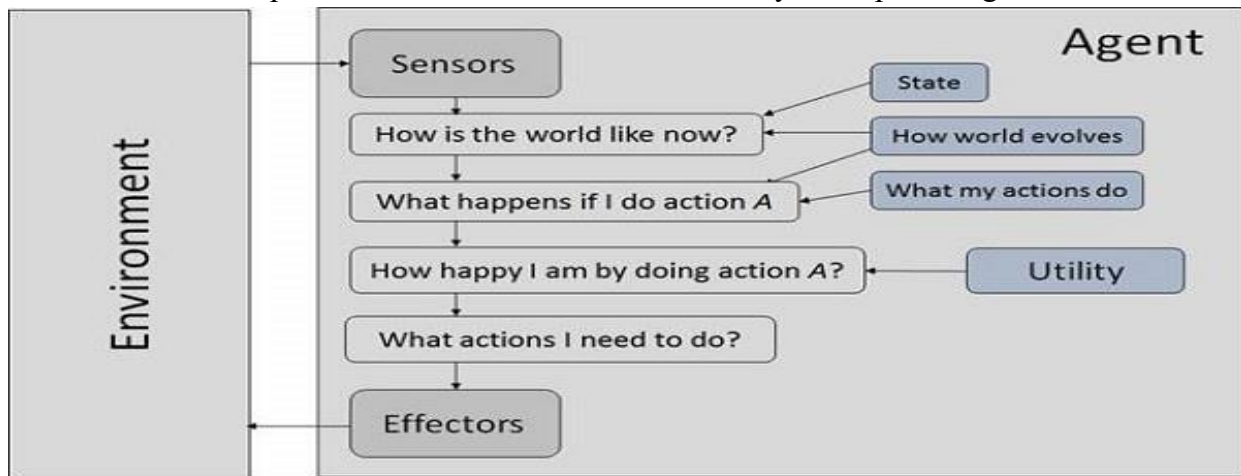 Agent
Sensors
State
How is the world like now?
How world evolves
What my actions do
What happens if I do action A
How happy I am by doing action A?
Utility
What actions I need to do?
Effectors
Environment